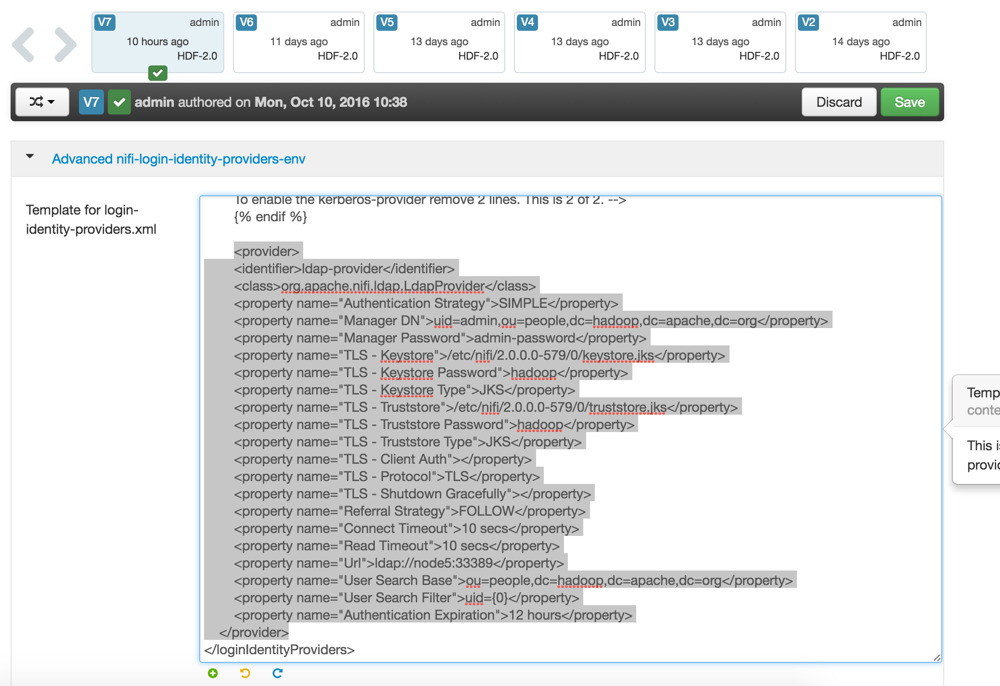 V7 admin
10 hours ago
HDF-2.0
V6 admin
11 days ago
HDF-2.0
V5 admin
13 days ago
HDF-2.0
V4 admin
13 days ago
HDF-2.0
V3 admin
13 days ago
HDF-2.0
V2 admin
14 days ago
HDF-2.0
V7 admin authored on Mon, Oct 10, 2016 10:38
Discard
Save
Advanced nifi-login-identity-providers-env
Template for login-
identity-providers.xml
To enable the kerberos-provider remove 2 lines. This is 2 of 2. -->
{% endif %}
<provider>
<identifier>ldap-provider</identifier>
<class>org.apache.nifi.ldap.LdapProvider</class>
<property name="Authentication Strategy">SIMPLE</property>
<property name="Manager DN">uid=admin,ou=people,dc=hadoop,dc=apache,dc=org</property>
<property name="Manager Password">admin-password</property>
<property name="TLS - Keystore">/etc/nifi/2.0.0.0-579/0/keystore.jks</property>
<property name="TLS - Keystore Password">hadoop</property>
<property name="TLS - Keystore Type">JKS</property>
<property name="TLS - Truststore">/etc/nifi/2.0.0.0-579/0/truststore.jks</property>
<property name="TLS - Truststore Password">hadoop</property>
<property name="TLS - Truststore Type">JKS</property>
<property name="TLS - Client Auth"></property>
<property name="TLS - Protocol">TLS</property>
<property name="TLS - Shutdown Gracefully"></property>
<property name="Referral Strategy">FOLLOW</property>
<property name="Connect Timeout">10 secs</property>
<property name="Read Timeout">10 secs</property>
<property name="Url">ldap://node5:33389</property>
<property name="User Search Base">ou=people,dc=hadoop,dc=apache,dc=org</property>
<property name="User Search Filter">uid={0}</property>
<property name="Authentication Expiration">12 hours</property>
</provider>
</loginIdentityProviders>
Temp
conte
This
provi